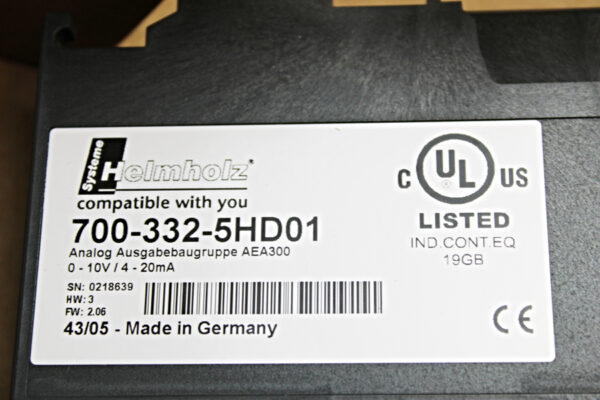 Systeme
Helmholz®
compatible with you
700-332-5HD01
Analog Ausgabebaugruppe AEA300
0 - 10V / 4 - 20mA
SN: 0218639
HW: 3
FW: 2.06
43/05 - Made in Germany
C UL US
LISTED
IND.CONT.EQ
19GB
CE